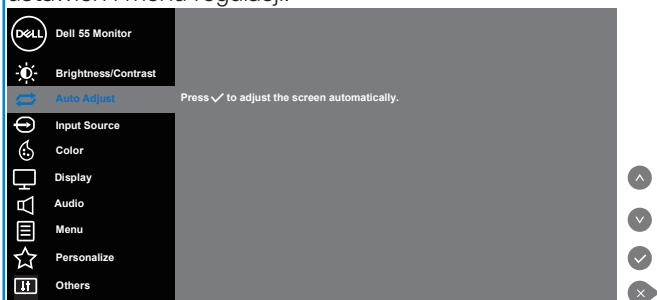 DELL
Dell 55 Monitor
Brightness/Contrast
Auto Adjust
Press ✓ to adjust the screen automatically.
Input Source
Color
Display
Audio
Menu
Personalize
Others